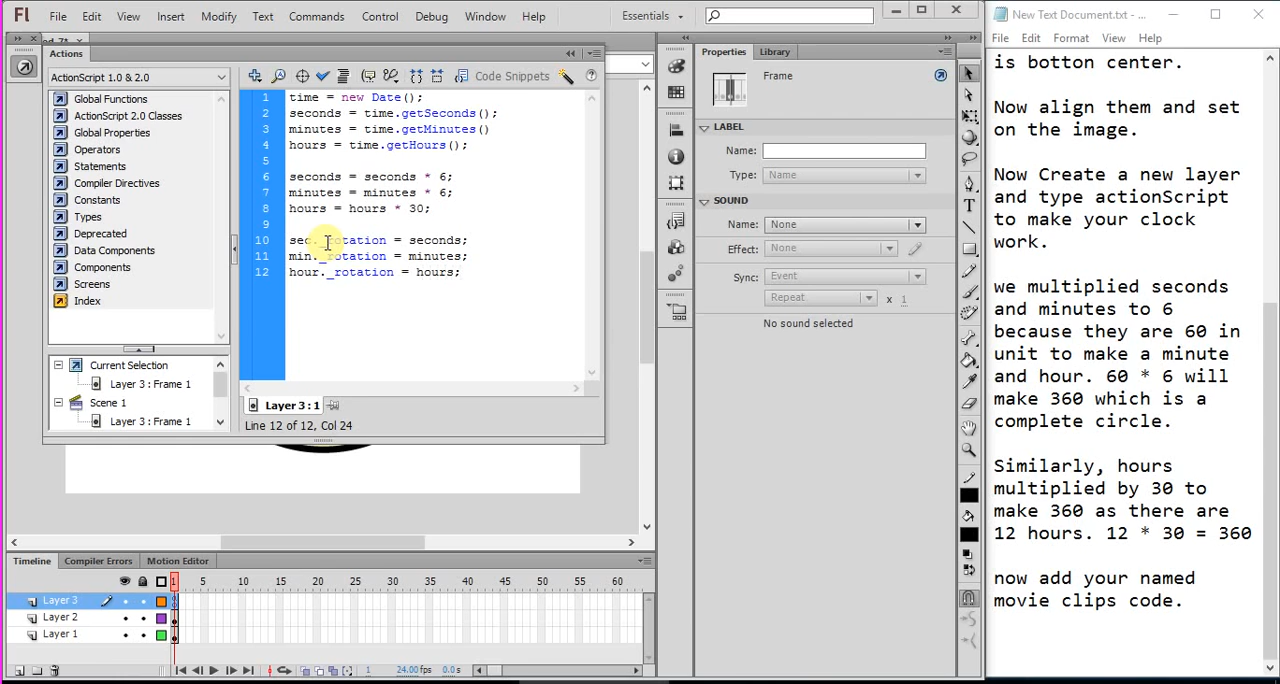 Fl File Edit View Insert Modify Text Commands Control Debug Window Help Essentials
Actions
ActionScript 1.0 & 2.0
Code Snippets
Global Functions
ActionScript 2.0 Classes
Global Properties
Operators
Statements
Compiler Directives
Constants
Types
Deprecated
Data Components
Components
Screens
Index
Current Selection
Layer 3 : Frame 1
Scene 1
Layer 3 : Frame 1
1 time = new Date();
2 seconds = time.getSeconds();
3 minutes = time.getMinutes()
4 hours = time.getHours();
5
6 seconds = seconds * 6;
7 minutes = minutes * 6;
8 hours = hours * 30;
9
10 sec._rotation = seconds;
11 min._rotation = minutes;
12 hour._rotation = hours;
Layer 3 : 1
Line 12 of 12, Col 24
Timeline Compiler Errors Motion Editor
1 5 10 15 20 25 30 35 40 45 50 55 60
Layer 3
Layer 2
Layer 1
1 24.00 fps 0.0 s
Properties Library
Frame
LABEL
Name:
Type: Name
SOUND
Name: None
Effect: None
Sync: Event
Repeat x 1
No sound selected
New Text Document.txt - ...
File Edit Format View Help
is botton center.
Now align them and set
on the image.
Now Create a new layer
and type actionScript
to make your clock
work.
we multiplied seconds
and minutes to 6
because they are 60 in
unit to make a minute
and hour. 60 * 6 will
make 360 which is a
complete circle.
Similarly, hours
multiplied by 30 to
make 360 as there are
12 hours. 12 * 30 = 360
now add your named
movie clips code.